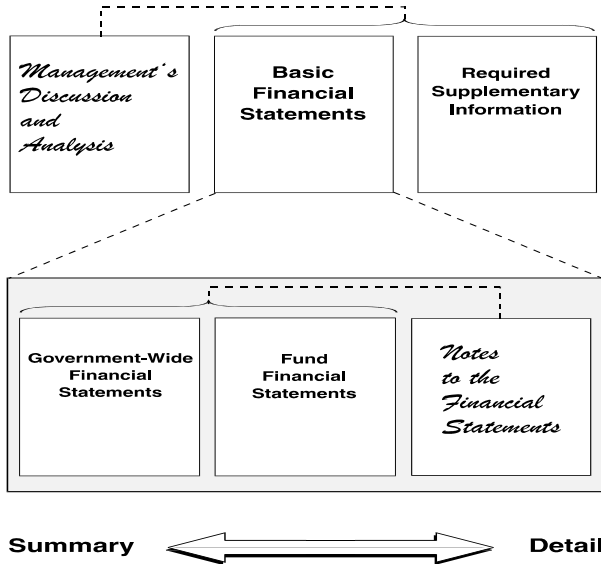 Management's
Discussion
and
Analysis
Basic
Financial
Statements
Required
Supplementary
Information
Government-Wide
Financial
Statements
Fund
Financial
Statements
Notes
to the
Financial
Statements
Summary
Detail